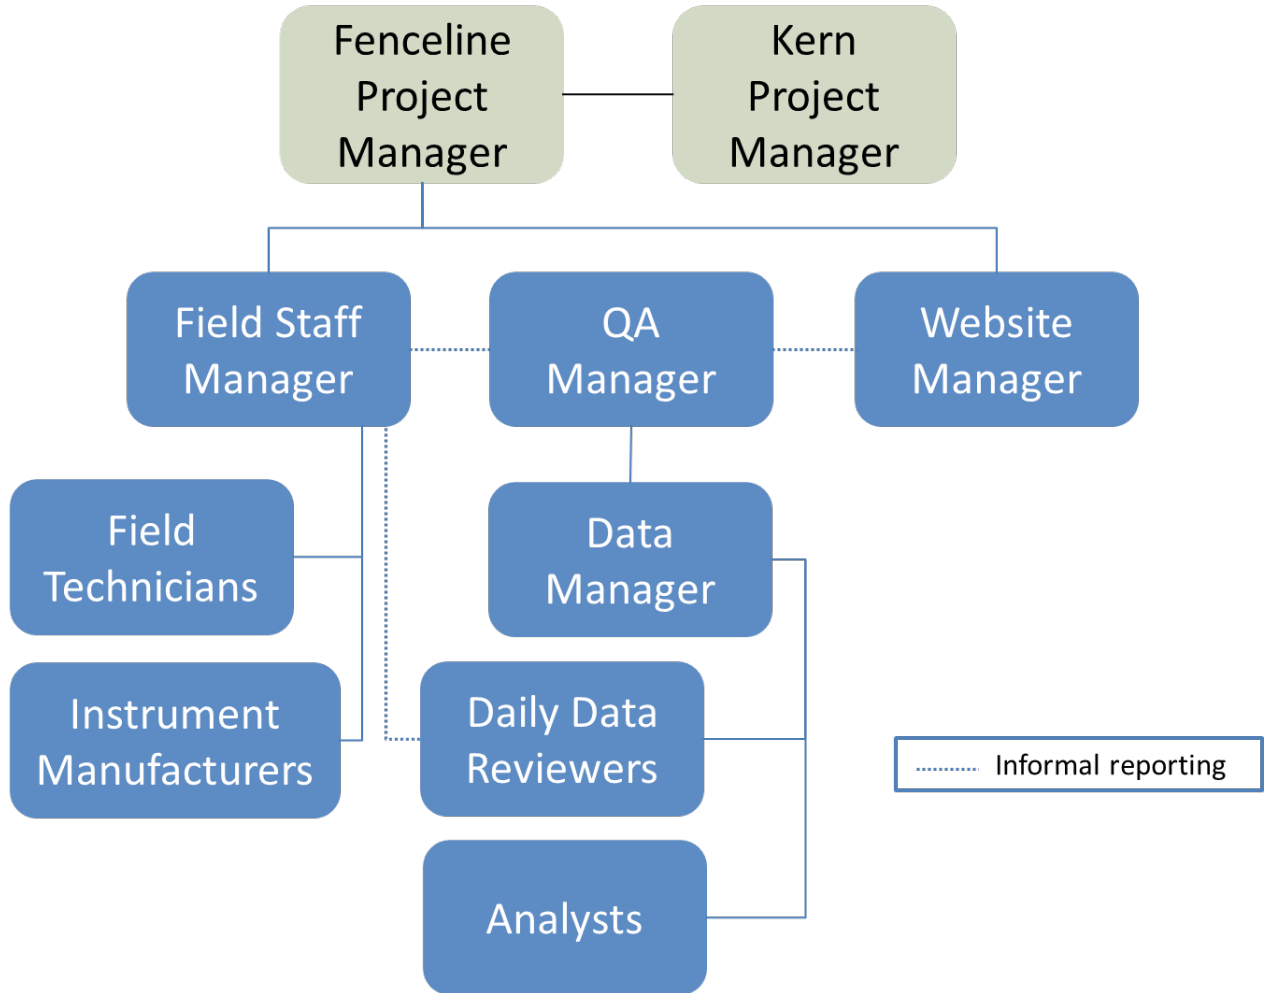 Fenceline
Project
Manager
Kern
Project
Manager
Field Staff
Manager
QA
Manager
Website
Manager
Field
Technicians
Data
Manager
Instrument
Manufacturers
Daily Data
Reviewers
Informal reporting
Analysts